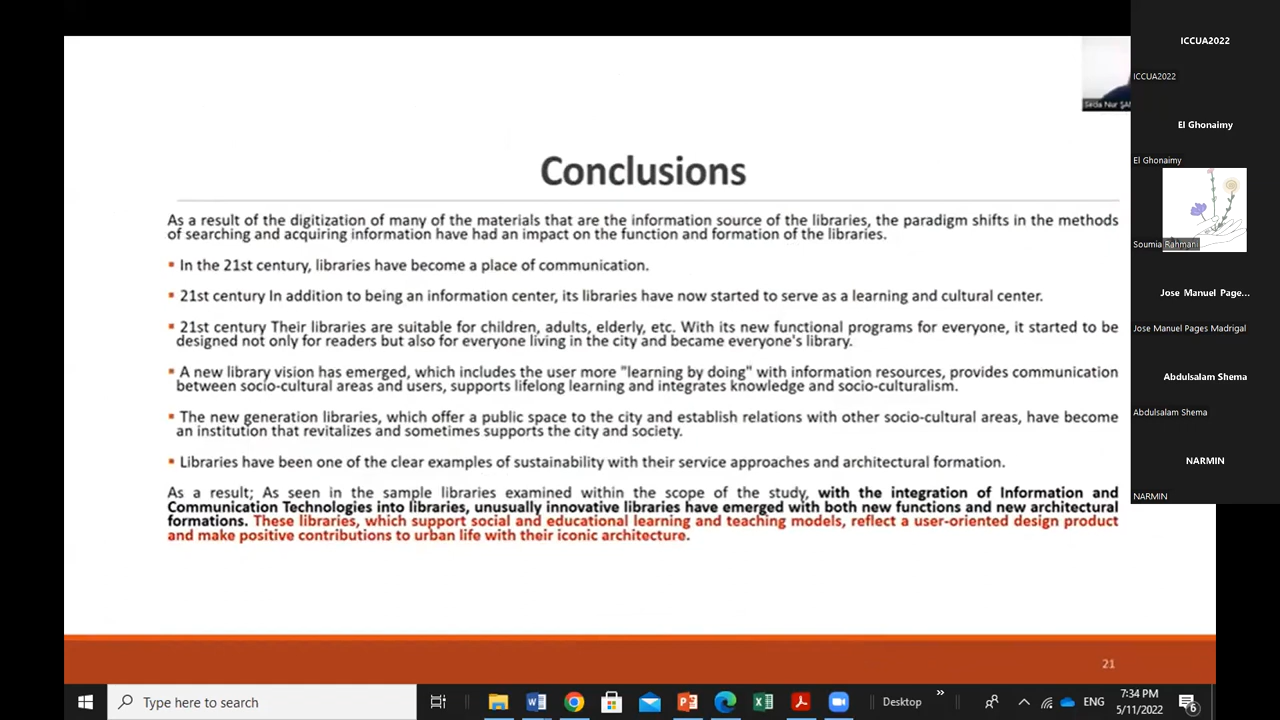 Conclusions
As a result of the digitization of many of the materials that are the information source of the libraries, the paradigm shifts in the methods
of searching and acquiring information have had an impact on the function and formation of the libraries.
▪ In the 21st century, libraries have become a place of communication.
▪ 21st century In addition to being an information center, its libraries have now started to serve as a learning and cultural center.
▪ 21st century Their libraries are suitable for children, adults, elderly, etc. With its new functional programs for everyone, it started to be
designed not only for readers but also for everyone living in the city and became everyone's library.
▪ A new library vision has emerged, which includes the user more "learning by doing" with information resources, provides communication
between socio-cultural areas and users, supports lifelong learning and integrates knowledge and socio-culturalism.
▪ The new generation libraries, which offer a public space to the city and establish relations with other socio-cultural areas, have become
an institution that revitalizes and sometimes supports the city and society.
▪ Libraries have been one of the clear examples of sustainability with their service approaches and architectural formation.
As a result; As seen in the sample libraries examined within the scope of the study, with the integration of Information and
Communication Technologies into libraries, unusually innovative libraries have emerged with both new functions and new architectural
formations. These libraries, which support social and educational learning and teaching models, reflect a user-oriented design product
and make positive contributions to urban life with their iconic architecture.
21
Seda Nur
ICCUA2022
ICCUA2022
El Ghonaimy
El Ghonaimy
Soumia Rahmani
Jose Manuel Page...
Jose Manuel Pages Madrigal
Abdulsalam Shema
Abdulsalam Shema
NARMIN
NARMIN
Type here to search
Desktop
ENG
7:34 PM
5/11/2022
6